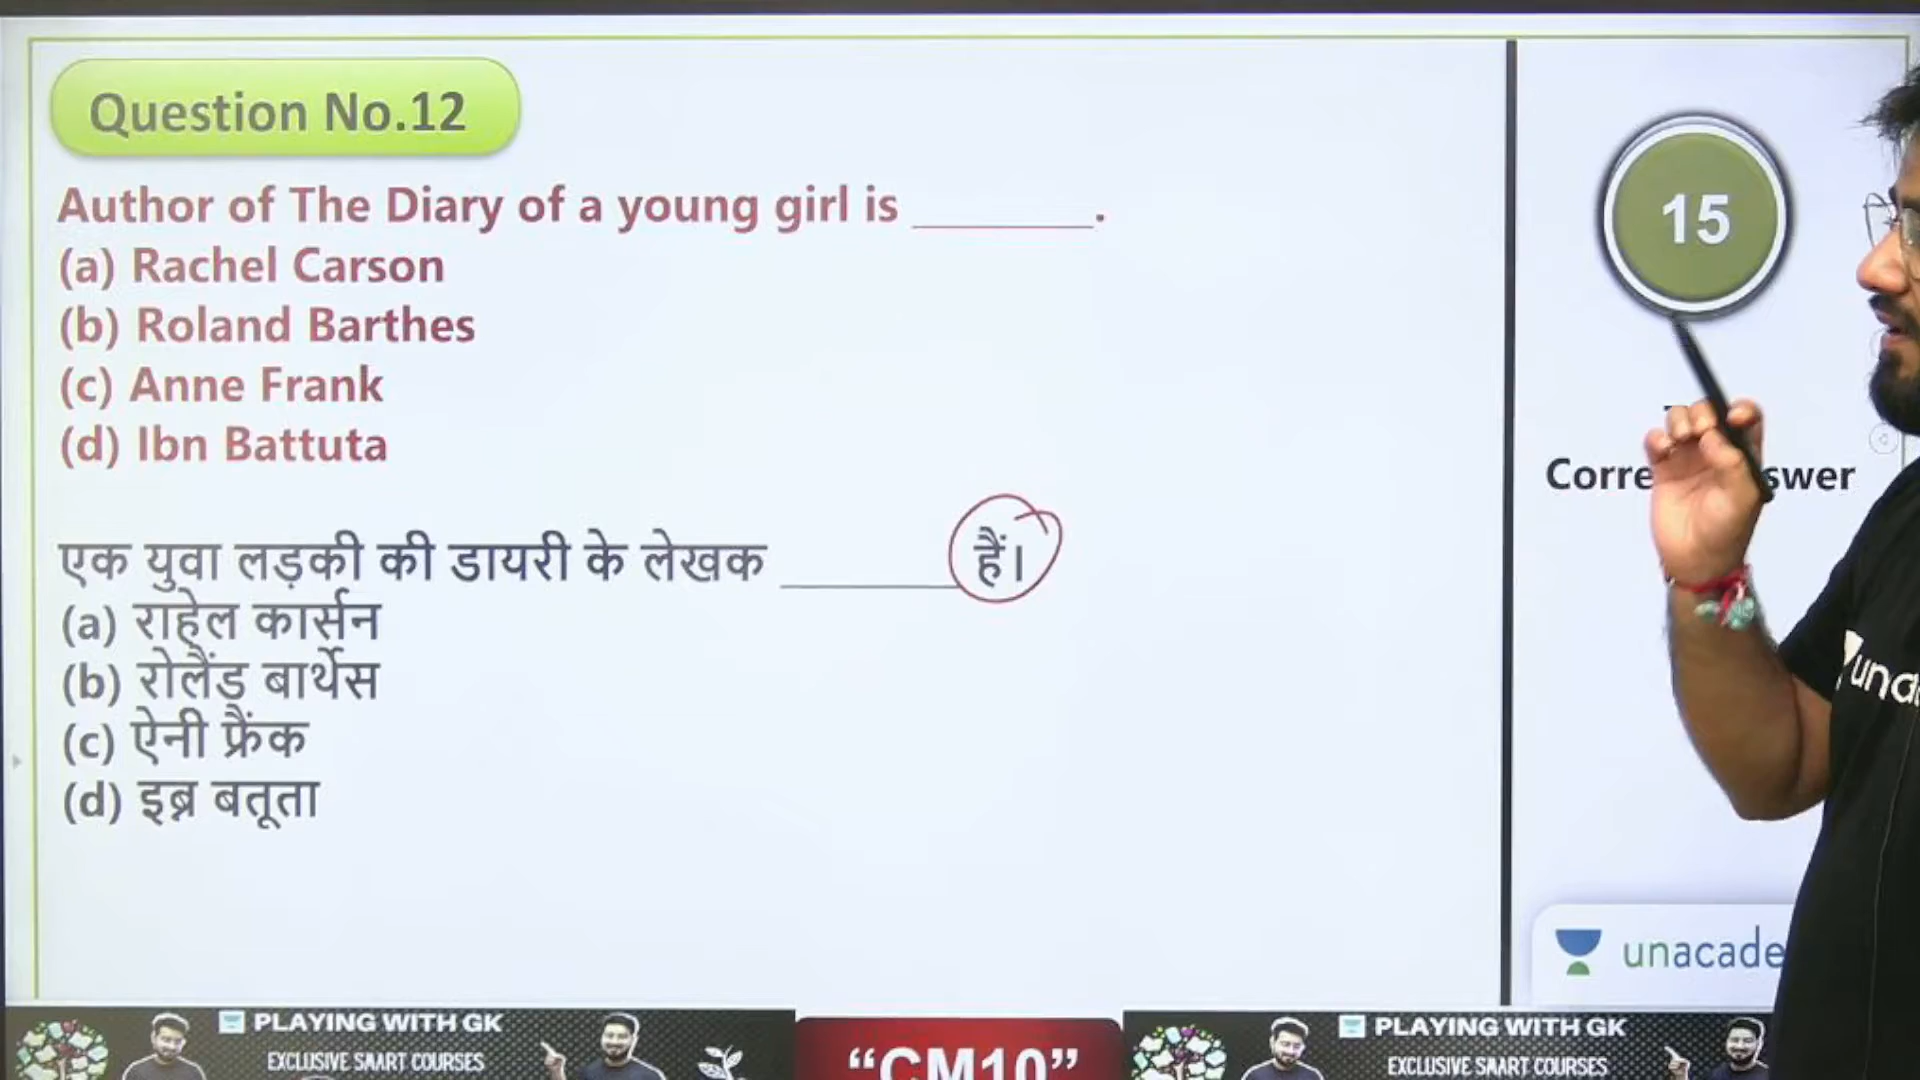 Question No.12
Author of The Diary of a young girl is ________.
(a) Rachel Carson
(b) Roland Barthes
(c) Anne Frank
(d) Ibn Battuta
एक युवा लड़की की डायरी के लेखक ________ हैं।
(a) राहेल कार्सन
(b) रोलैंड बार्थेस
(c) ऐनी फ्रैंक
(d) इब्न बतूता
15
unacade
PLAYING WITH GK
EXCLUSIVE SMART COURSES
"CM10"
PLAYING WITH GK
EXCLUSIVE SMART COURSES